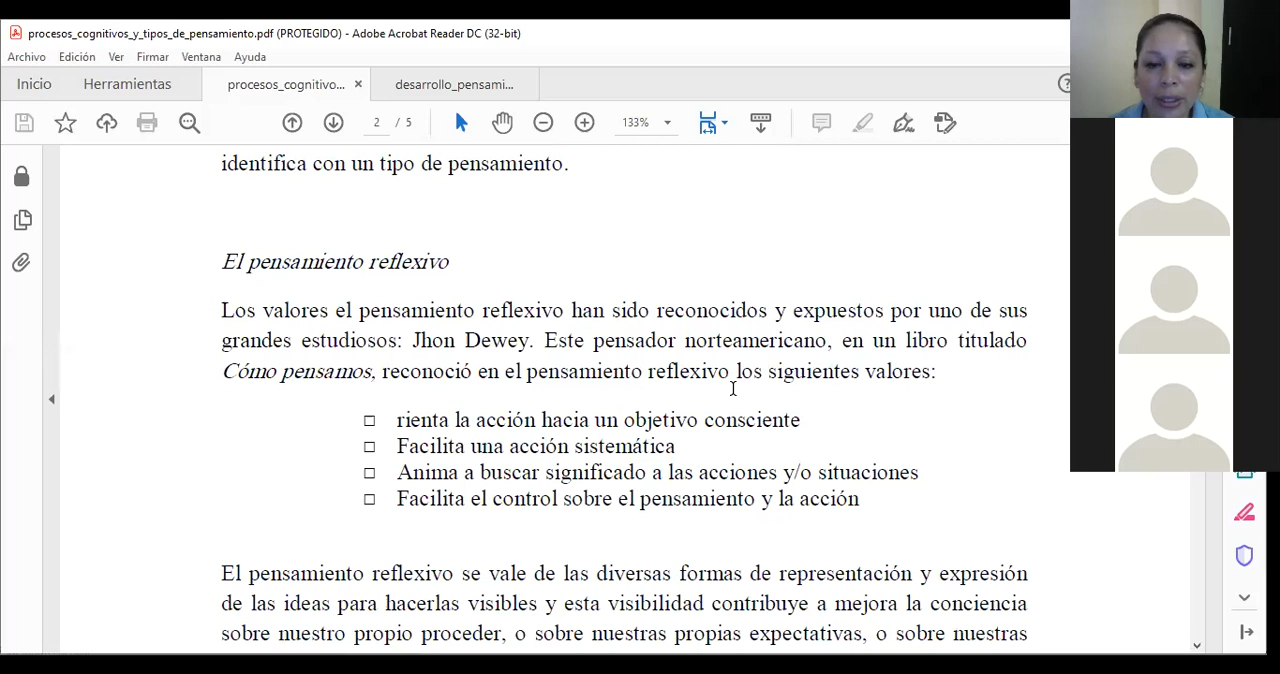 procesos_cognitivos_y_tipos_de_pensamiento.pdf (PROTEGIDO) - Adobe Acrobat Reader DC (32-bit)
Archivo Edición Ver Firmar Ventana Ayuda
Inicio Herramientas procesos_cognitivo... × desarrollo_pensami...
2 / 5 133%
identifica con un tipo de pensamiento.
El pensamiento reflexivo
Los valores el pensamiento reflexivo han sido reconocidos y expuestos por uno de sus
grandes estudiosos: Jhon Dewey. Este pensador norteamericano, en un libro titulado
Cómo pensamos, reconoció en el pensamiento reflexivo los siguientes valores:
□ rienta la acción hacia un objetivo consciente
□ Facilita una acción sistemática
□ Anima a buscar significado a las acciones y/o situaciones
□ Facilita el control sobre el pensamiento y la acción
El pensamiento reflexivo se vale de las diversas formas de representación y expresión
de las ideas para hacerlas visibles y esta visibilidad contribuye a mejora la conciencia
sobre nuestro propio proceder, o sobre nuestras propias expectativas, o sobre nuestras